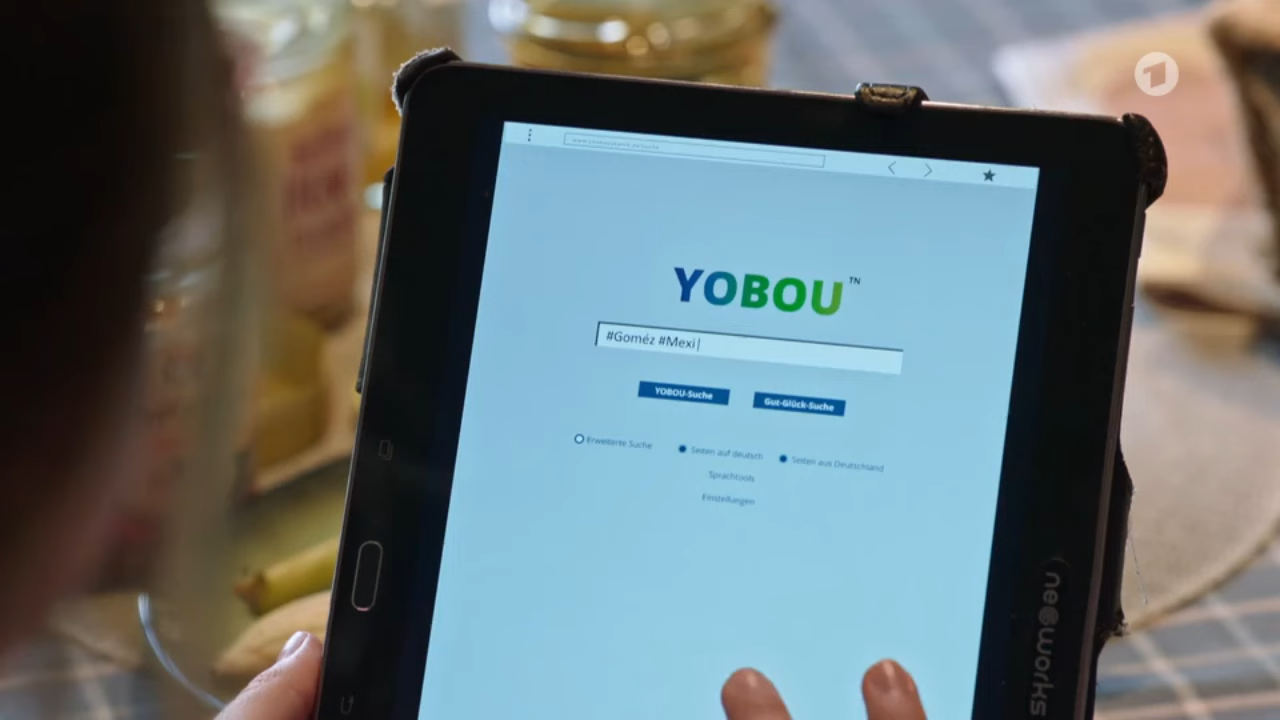 1
YOBOU™
#Goméz #Mexi
YOBOU-Suche
Gut-Glück-Suche
Erweiterte Suche
Seiten auf deutsch
Seiten aus Deutschland
Sprachtools
Einstellungen
neoworks